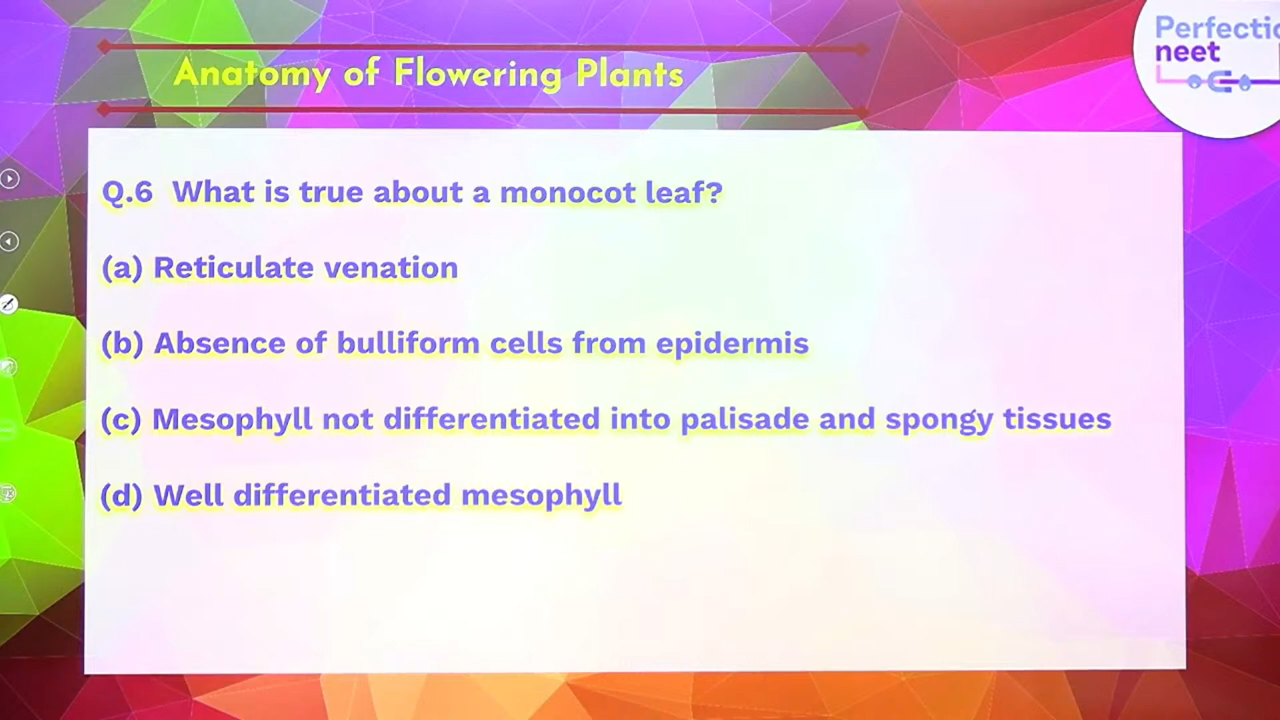 Perfectio
neet
Anatomy of Flowering Plants
Q.6 What is true about a monocot leaf?
(a) Reticulate venation
(b) Absence of bulliform cells from epidermis
(c) Mesophyll not differentiated into palisade and spongy tissues
(d) Well differentiated mesophyll